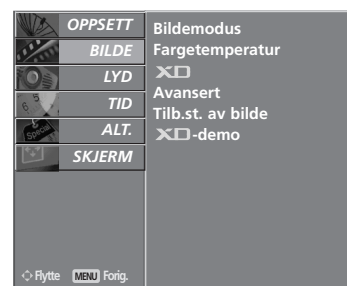 OPPSETT
BILDE
LYD
TID
ALT.
SKJERM
Bildemodus
Fargetemperatur
XD
Avansert
Tilb.st. av bilde
XD-demo
Flytte MENU Forig.